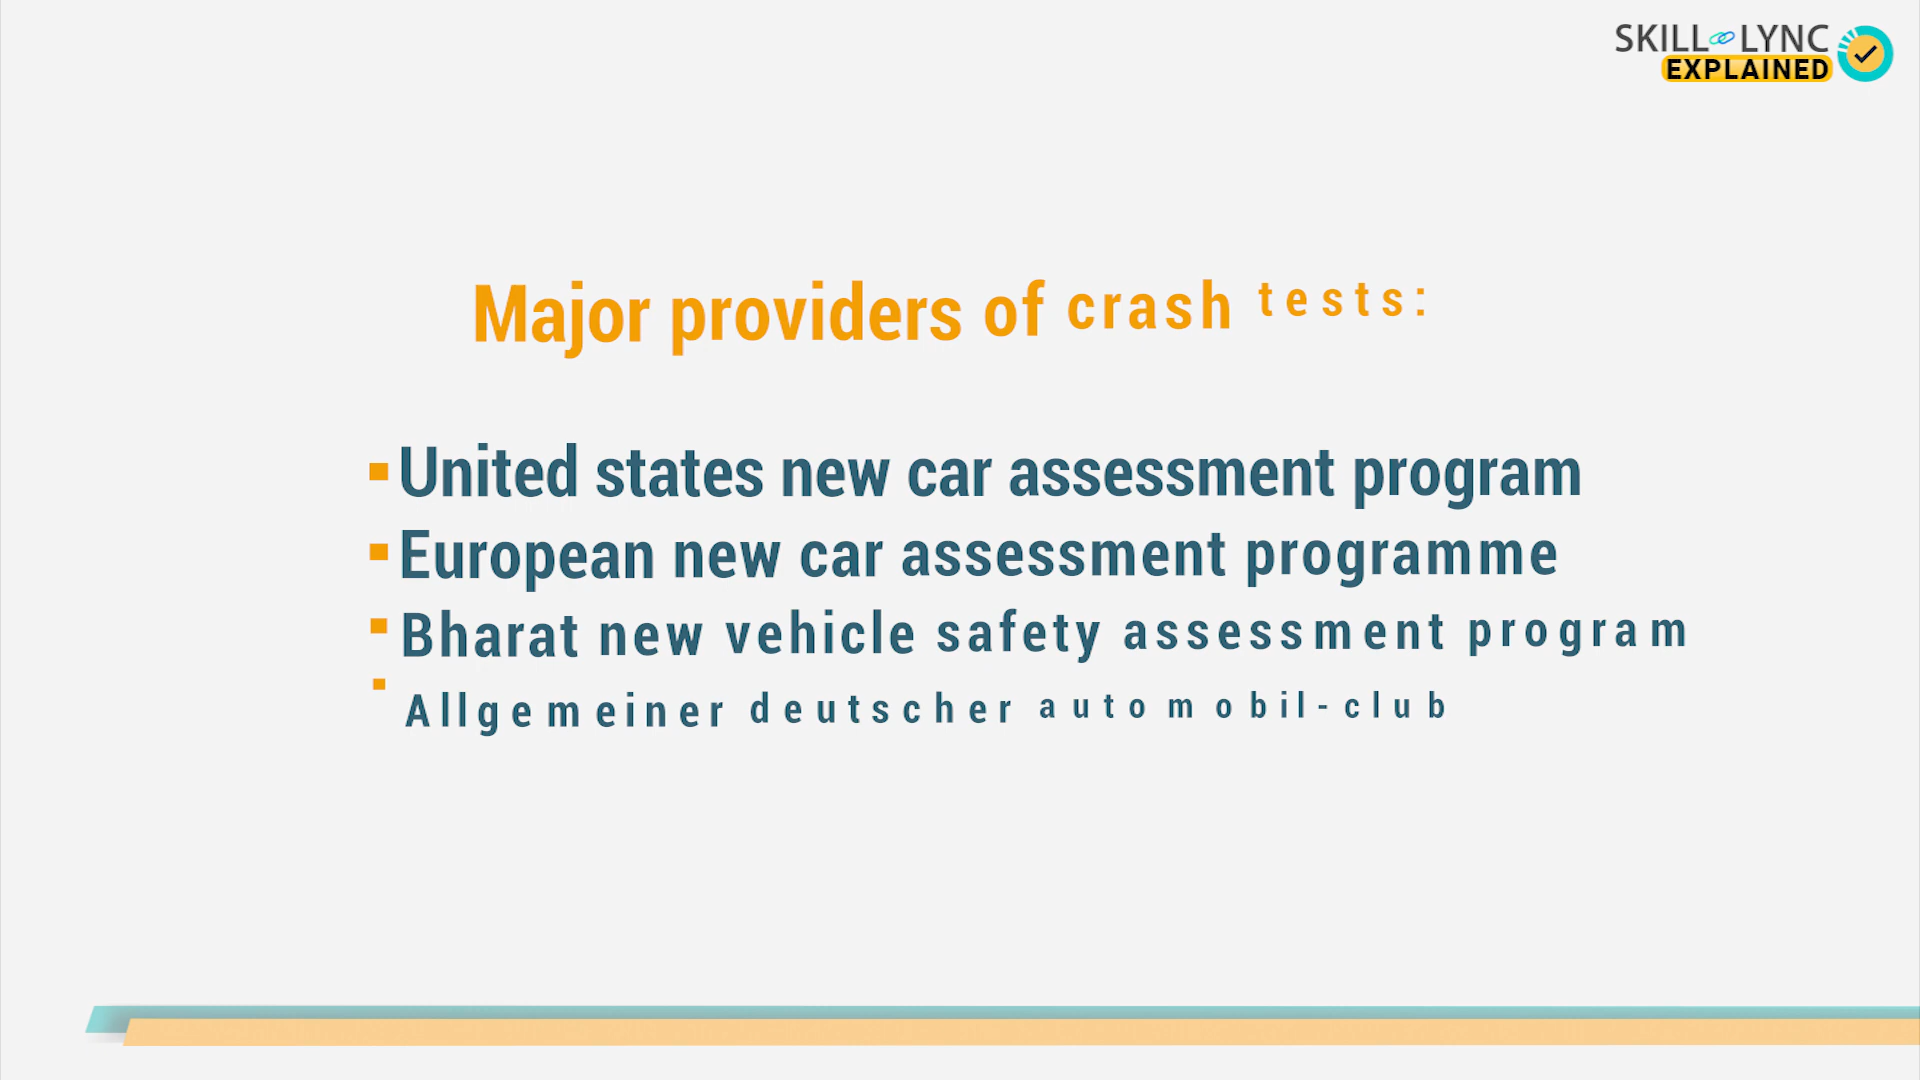 SKILL LYNC
EXPLAINED
Major providers of crash tests:
▪United states new car assessment program
▪European new car assessment programme
▪Bharat new vehicle safety assessment program
▪Allgemeiner deutscher automobil-club